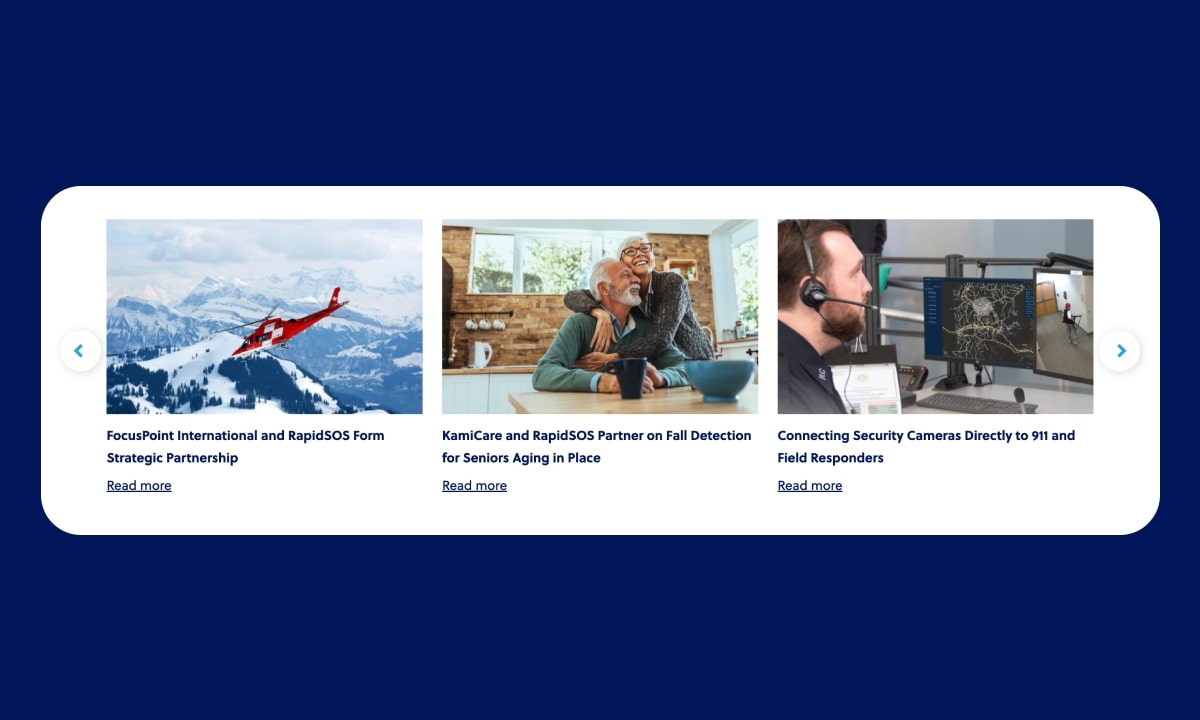 FocusPoint International and RapidSOS Form
Strategic Partnership
Read more
KamiCare and RapidSOS Partner on Fall Detection
for Seniors Aging in Place
Read more
Connecting Security Cameras Directly to 911 and
Field Responders
Read more